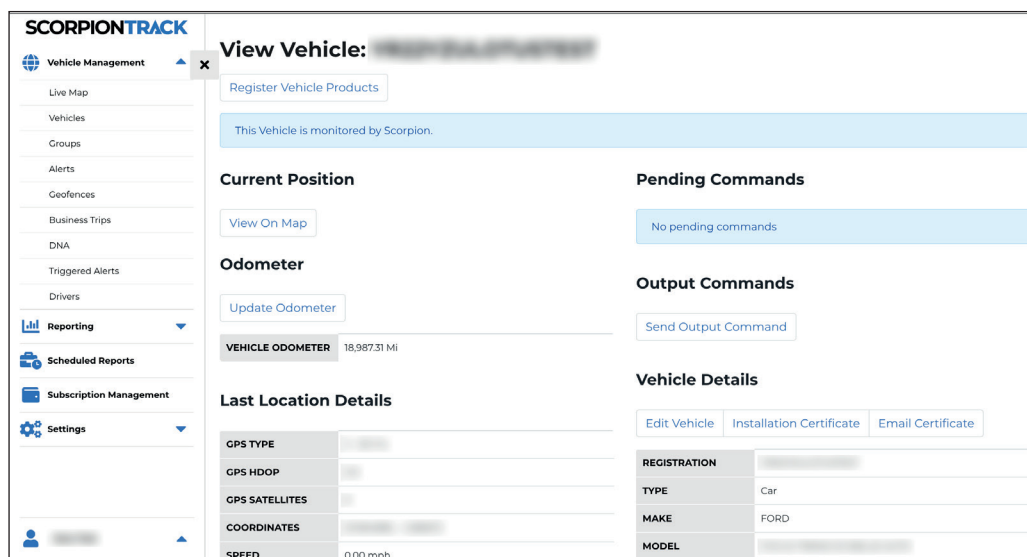 SCORPIONTRACK
Vehicle Management
Live Map
Vehicles
Groups
Alerts
Geofences
Business Trips
DNA
Triggered Alerts
Drivers
Reporting
Scheduled Reports
Subscription Management
Settings
View Vehicle:
Register Vehicle Products
This Vehicle is monitored by Scorpion.
Current Position
View On Map
Odometer
Update Odometer
VEHICLE ODOMETER 18,987.31 Mi
Last Location Details
GPS TYPE
GPS HDOP
GPS SATELLITES
COORDINATES
SPEED 0.00 mph
Pending Commands
No pending commands
Output Commands
Send Output Command
Vehicle Details
Edit Vehicle Installation Certificate Email Certificate
REGISTRATION
TYPE Car
MAKE FORD
MODEL